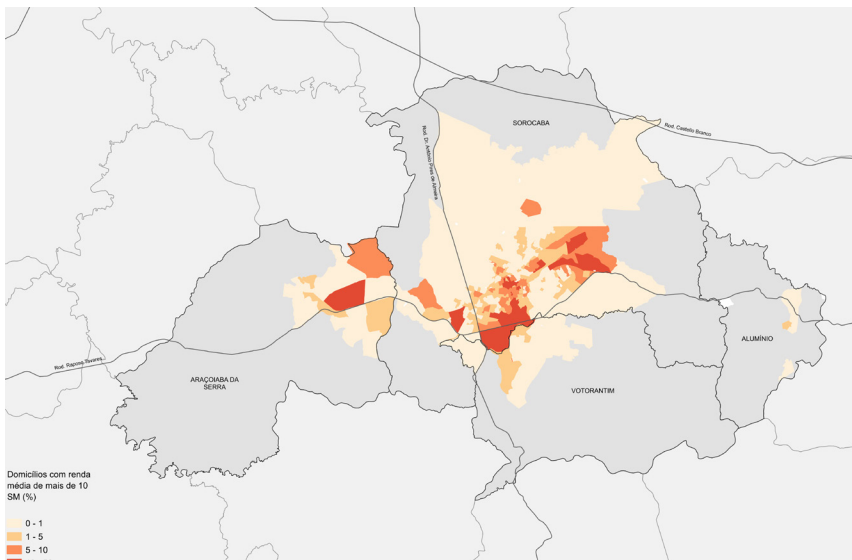 SOROCABA
Rod. Castello Branco
Rod. Dr. Antônio Pires de Almeira
Rod. Raposo Tavares
ARAÇOIABA DA
SERRA
VOTORANTIM
ALUMÍNIO
Domicílios com renda
média de mais de 10
SM (%)
0 - 1
1 - 5
5 - 10